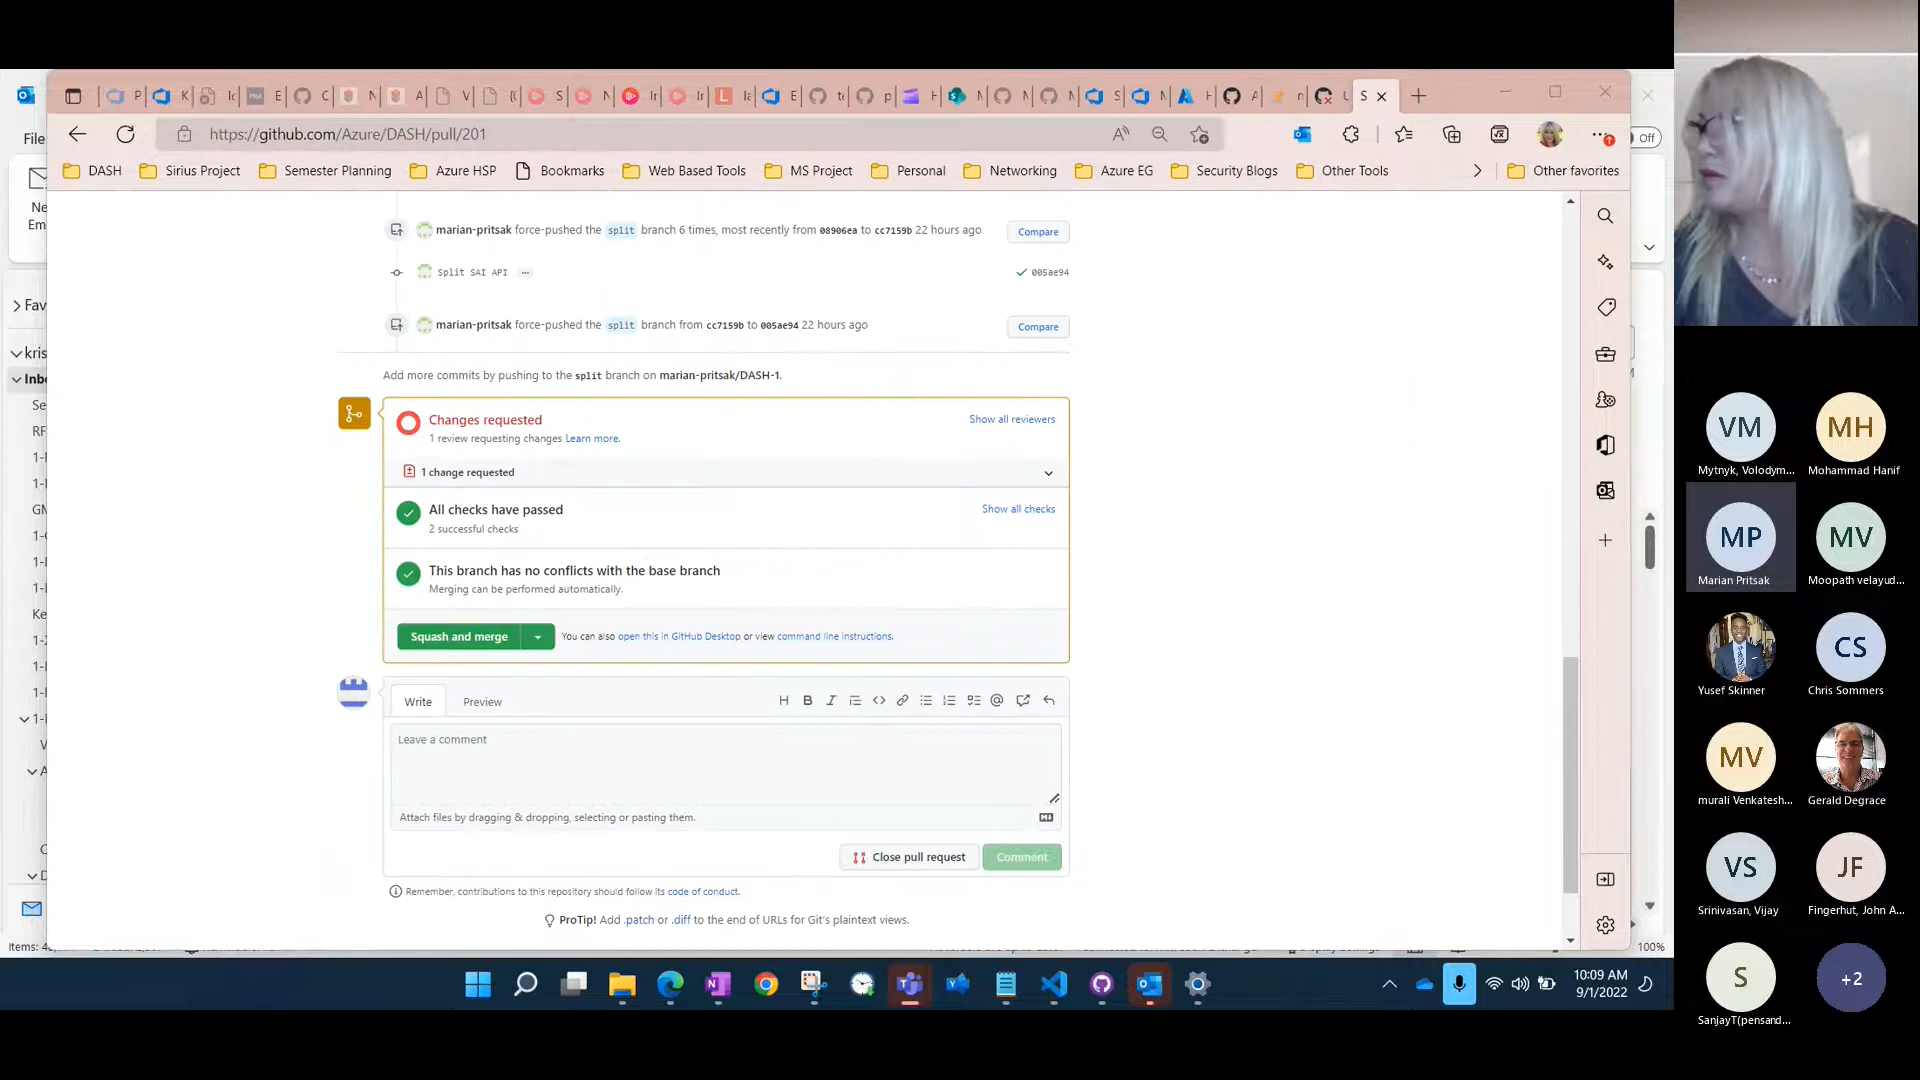 https://github.com/Azure/DASH/pull/201
File
Off
DASH
Sirius Project
Semester Planning
Azure HSP
Bookmarks
Web Based Tools
MS Project
Personal
Networking
Azure EG
Security Blogs
Other Tools
Other favorites
marian-pritsak force-pushed the split branch 6 times, most recently from 08906ea to cc7159b 22 hours ago
Compare
Split SAI API ...
005ae94
marian-pritsak force-pushed the split branch from cc7159b to 005ae94 22 hours ago
Compare
Add more commits by pushing to the split branch on marian-pritsak/DASH-1.
Changes requested
Show all reviewers
1 review requesting changes Learn more.
1 change requested
All checks have passed
Show all checks
2 successful checks
This branch has no conflicts with the base branch
Merging can be performed automatically.
Squash and merge
You can also open this in GitHub Desktop or view command line instructions.
Write
Preview
Leave a comment
Attach files by dragging & dropping, selecting or pasting them.
Close pull request
Comment
Remember, contributions to this repository should follow its code of conduct.
ProTip! Add .patch or .diff to the end of URLs for Git's plaintext views.
100%
10:09 AM
9/1/2022
VM
Mytnyk, Volodym...
MH
Mohammad Hanif
MP
Marian Pritsak
MV
Moopath velayud...
Yusef Skinner
CS
Chris Sommers
MV
murali Venkatesh...
Gerald Degrace
VS
Srinivasan, Vijay
JF
Fingerhut, John A...
S
SanjayT(pensand...
+2